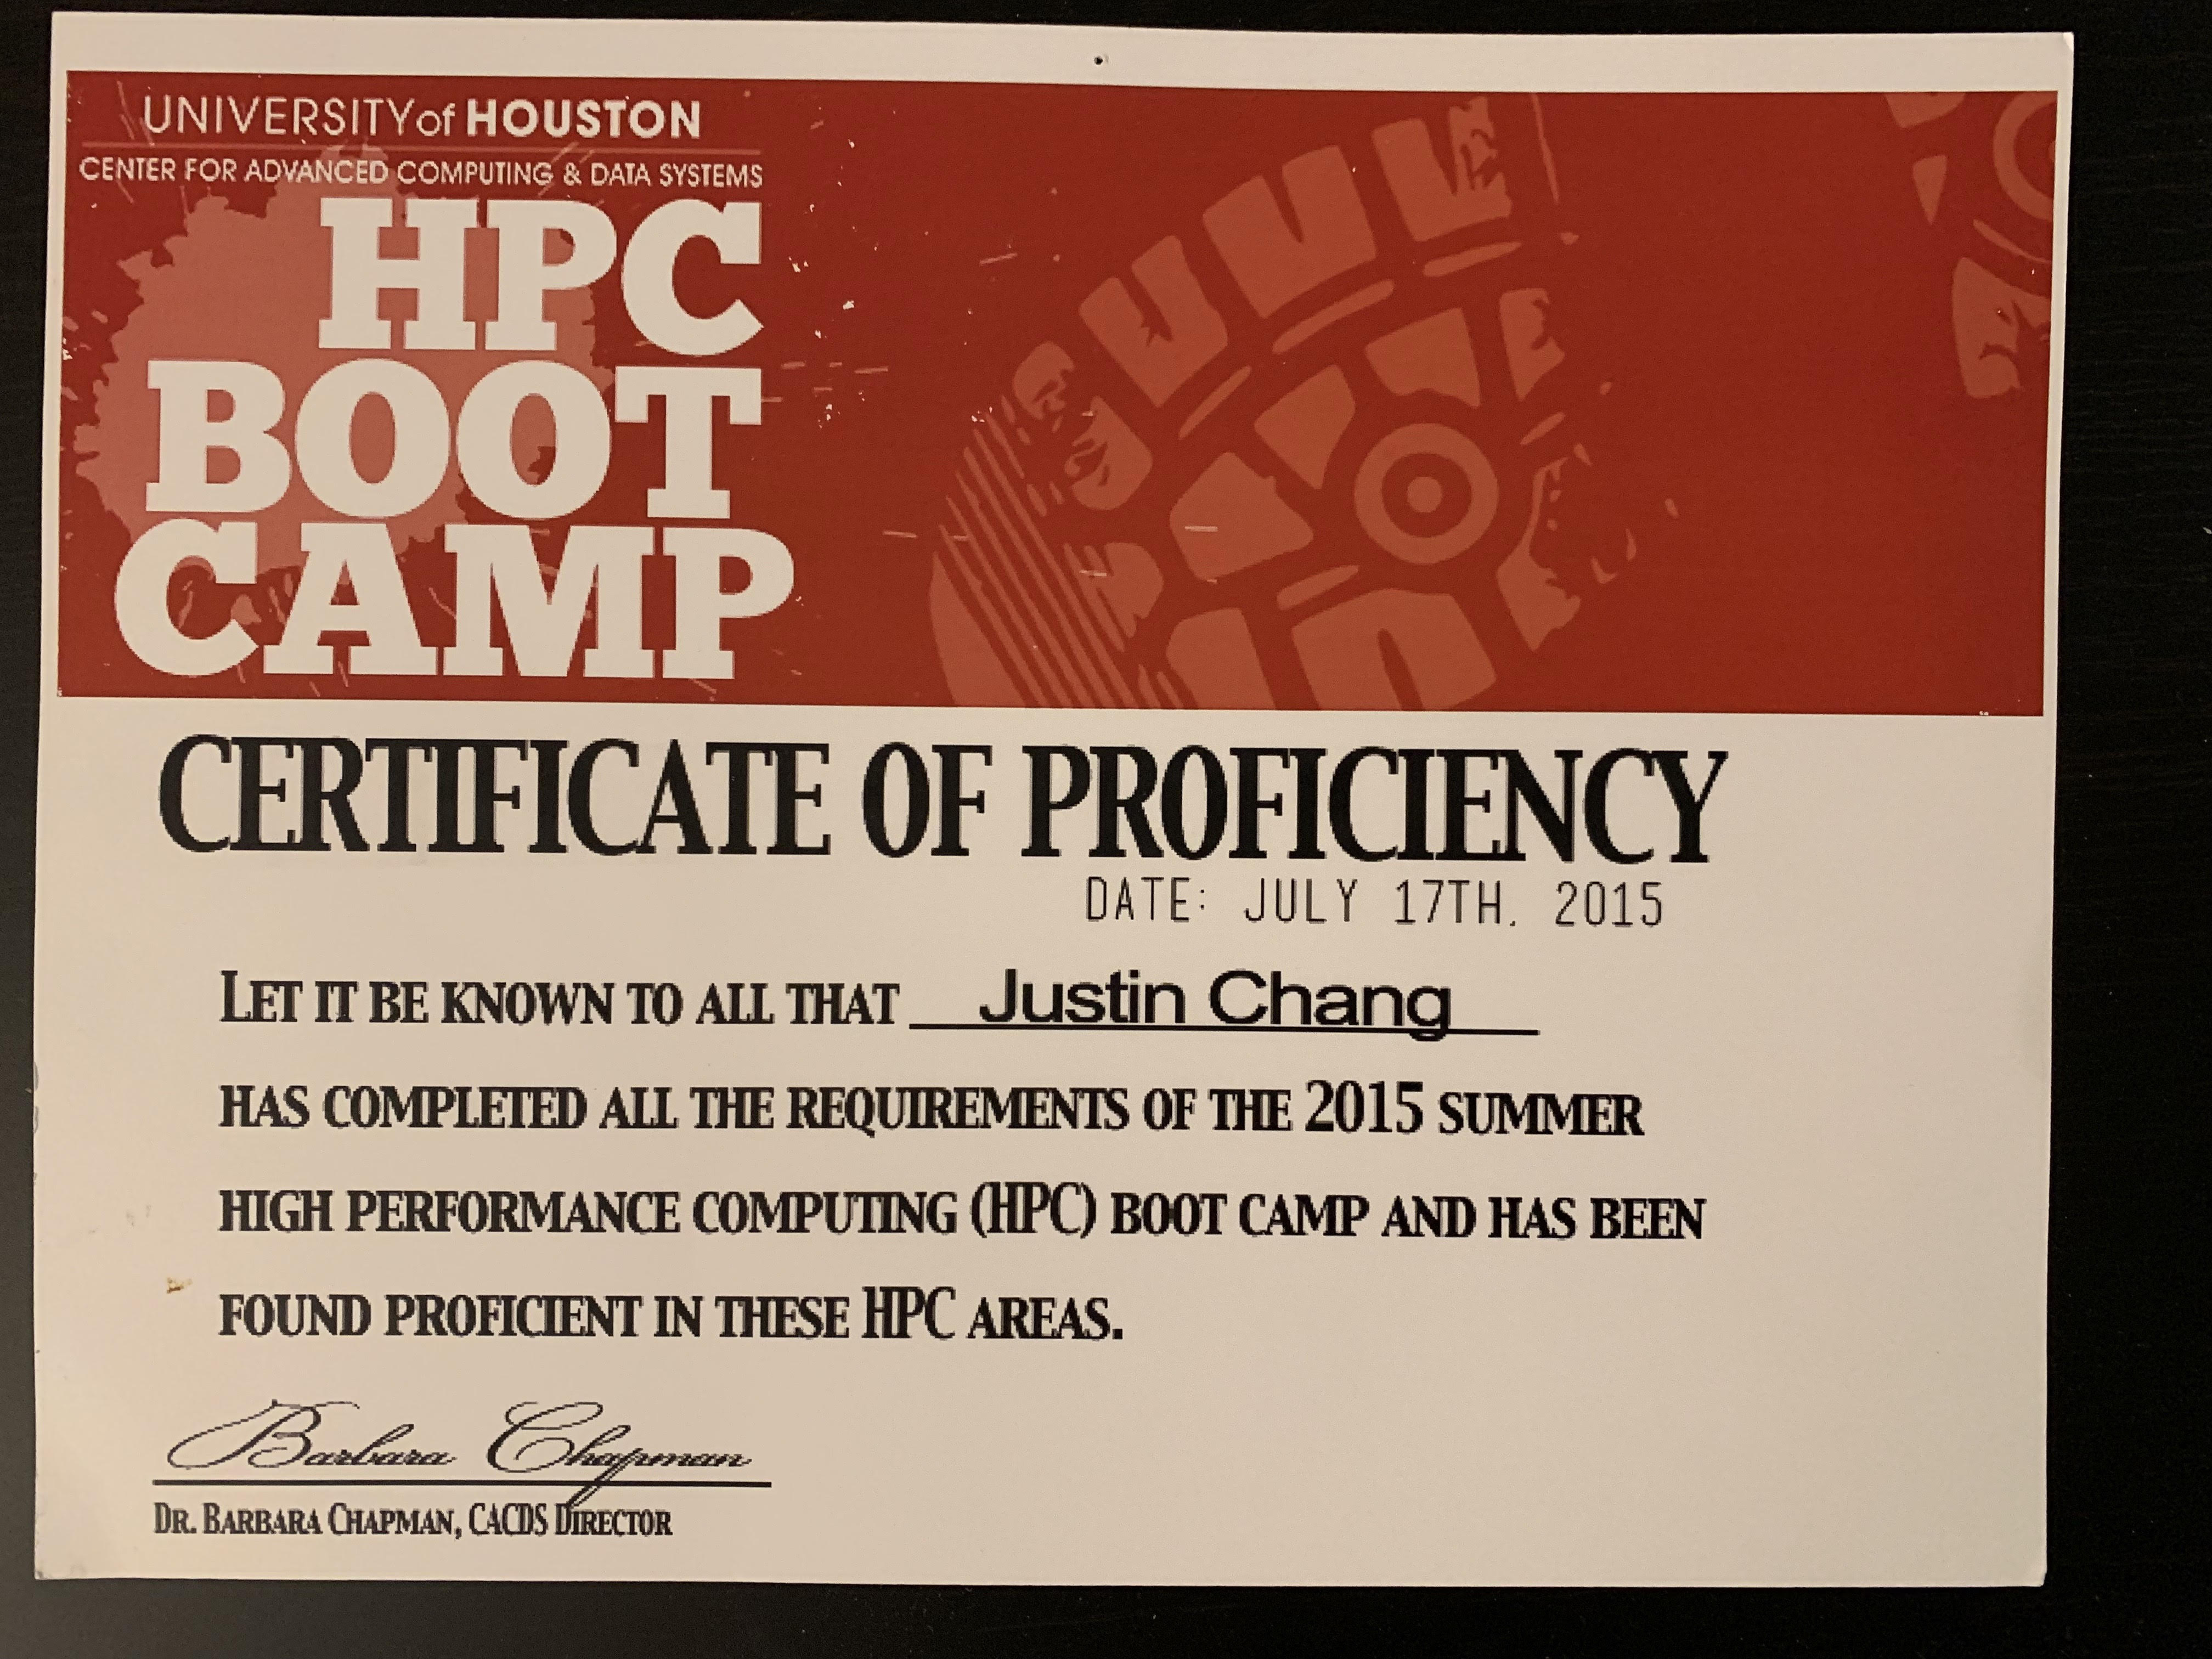 UNIVERSITY of HOUSTON
CENTER FOR ADVANCED COMPUTING & DATA SYSTEMS
HPC
BOOT
CAMP
CERTIFICATE OF PROFICIENCY
DATE: JULY 17TH. 2015
LET IT BE KNOWN TO ALL THAT Justin Chang
HAS COMPLETED ALL THE REQUIREMENTS OF THE 2015 SUMMER
HIGH PERFORMANCE COMPUTING (HPC) BOOT CAMP AND HAS BEEN
FOUND PROFICIENT IN THESE HPC AREAS.
Barbara Chapman
DR. BARBARA CHAPMAN, CACDS DIRECTOR